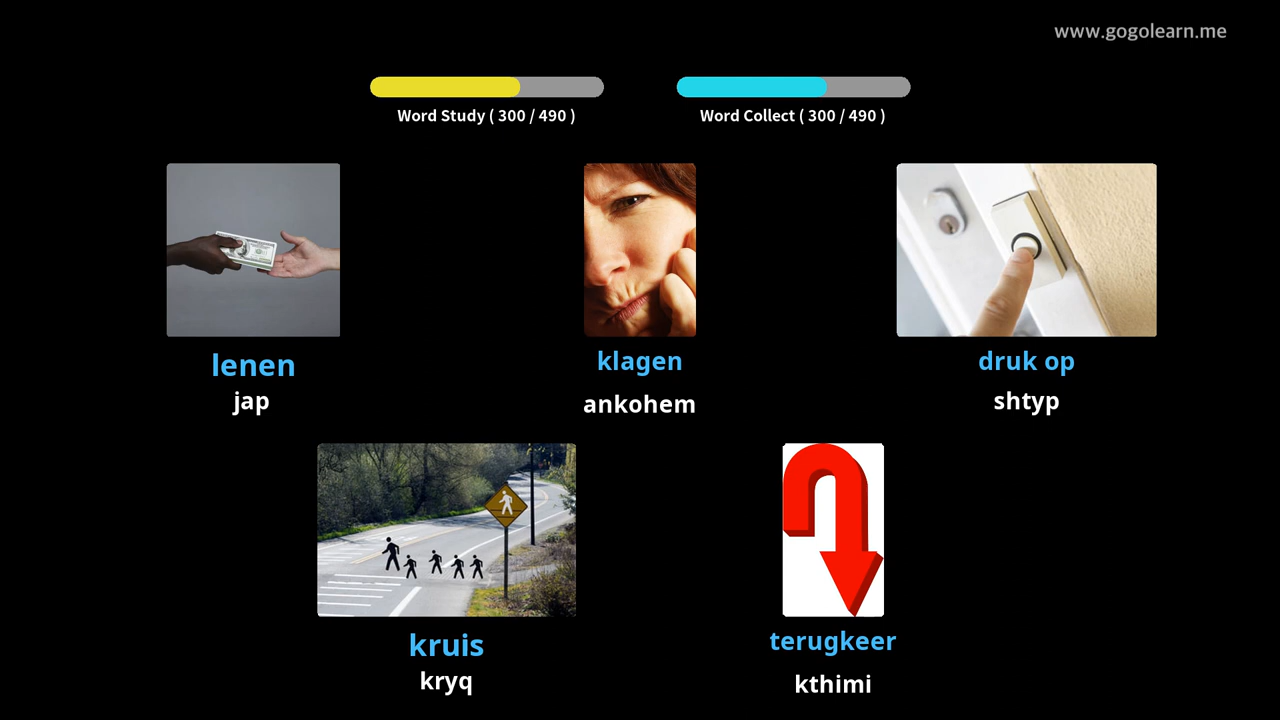 www.gogolearn.me
Word Study ( 300 / 490 )
Word Collect ( 300 / 490 )
lenen
jap
klagen
ankohem
druk op
shtyp
kruis
kryq
terugkeer
kthimi